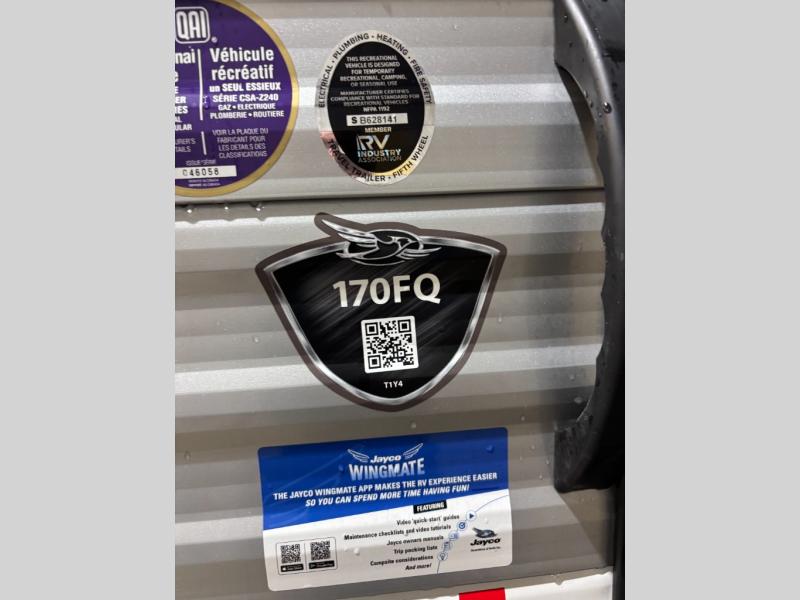 QAI
Véhicule
récréatif
un SEUL ESSIEUX
SÉRIE CSA-Z240
GAZ • ELECTRIQUE
PLOMBERIE • ROUTIERE
VOIR LA PLAQUE DU
FABRICANT POUR
LES DETAILS DES
CLASSIFICATIONS
ISSUE*SÉRIE
C46058
ELECTRICAL • PLUMBING • HEATING • FIRE SAFETY
THIS RECREATIONAL
VEHICLE IS DESIGNED
FOR TEMPORARY
RECREATIONAL, CAMPING,
OR SEASONAL USE
MANUFACTURER CERTIFIES
COMPLIANCE WITH STANDARD FOR
RECREATIONAL VEHICLES
NFPA 1192
S B628141
MEMBER
RV
INDUSTRY
ASSOCIATION
TRAVEL TRAILER • FIFTH WHEEL
170FQ
T1Y4
Jayco
WINGMATE
THE JAYCO WINGMATE APP MAKES THE RV EXPERIENCE EASIER
SO YOU CAN SPEND MORE TIME HAVING FUN!
FEATURING
Video 'quick-start' guides
Maintenance checklists and video tutorials
Jayco owners manuals
Trip packing lists
Campsite considerations
And more!
Jayco